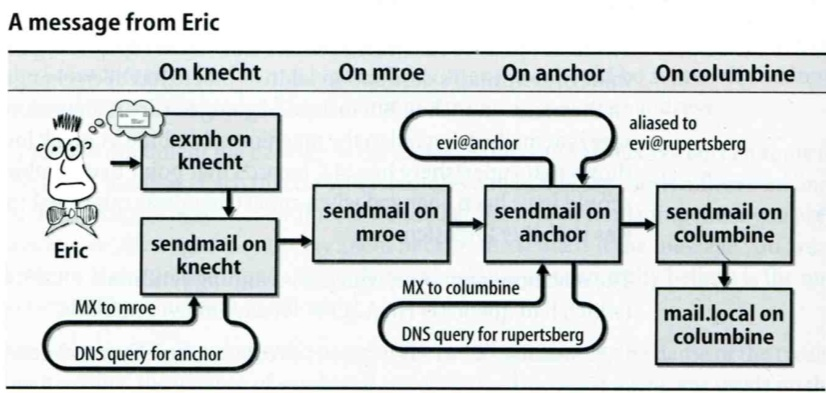 A message from Eric
On knecht
On mroe
On anchor
On columbine
exmh on
knecht
Eric
sendmail on
knecht
MX to mroe
DNS query for anchor
sendmail on
mroe
evi@anchor
aliased to
evi@rupertsberg
sendmail on
anchor
MX to columbine
DNS query for rupertsberg
sendmail on
columbine
mail.local on
columbine